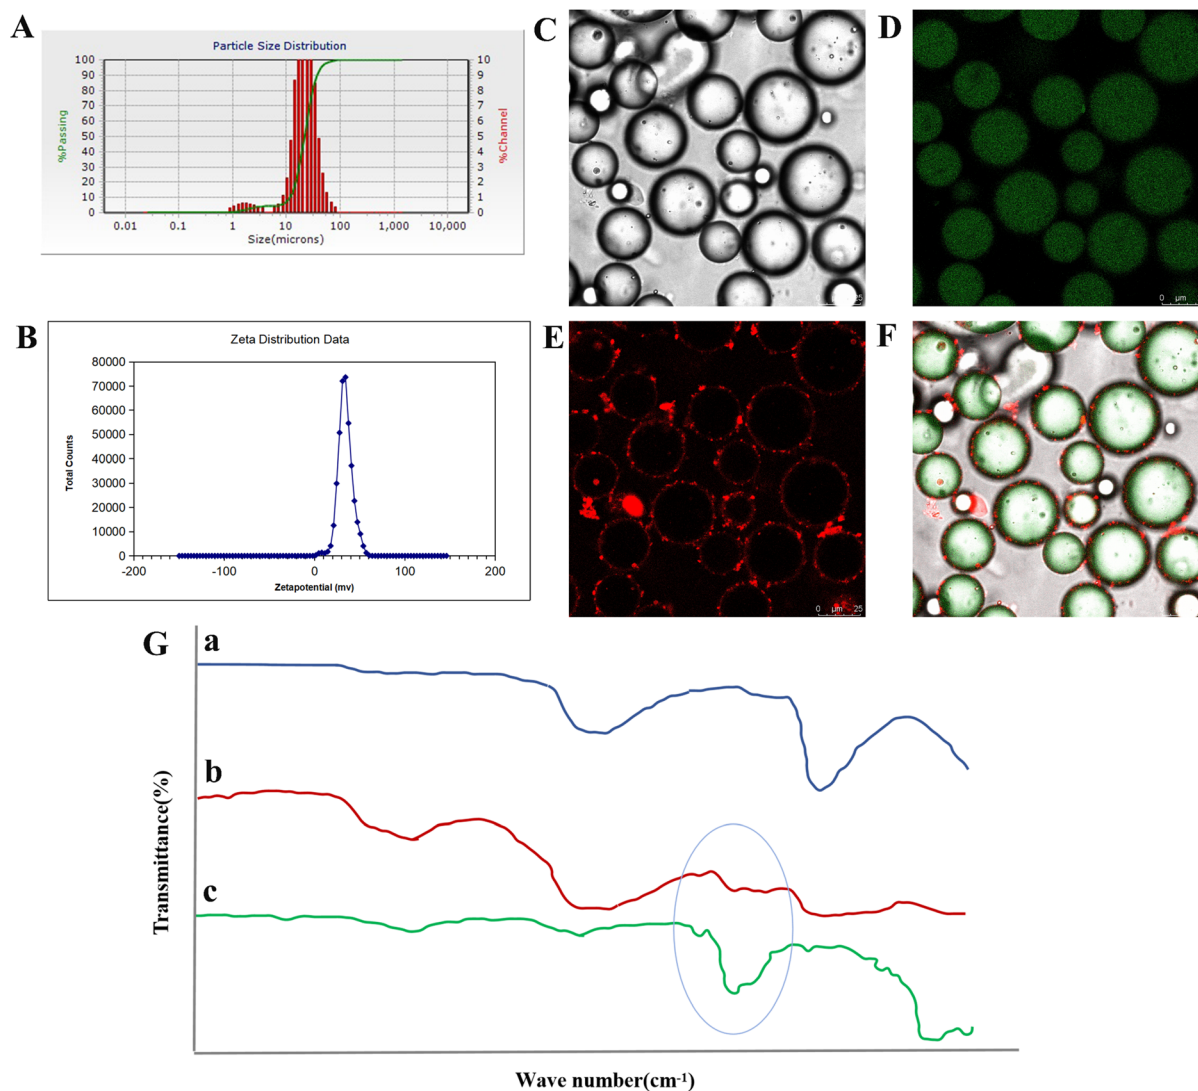 A
Particle Size Distribution
%Passing
100
90
80
70
60
50
40
30
20
10
0
10
9
8
7
6
5
4
3
2
1
0
%Channel
0.01 0.1 1 10 100 1,000 10,000
Size(microns)
B
Zeta Distribution Data
Total Counts
80000
70000
60000
50000
40000
30000
20000
10000
0
-200 -100 0 100 200
Zetapotential (mv)
C
25
D
0 µm
E
0 µm 25
F
G
a
b
c
Transmittance(%)
Wave number(cm⁻¹)